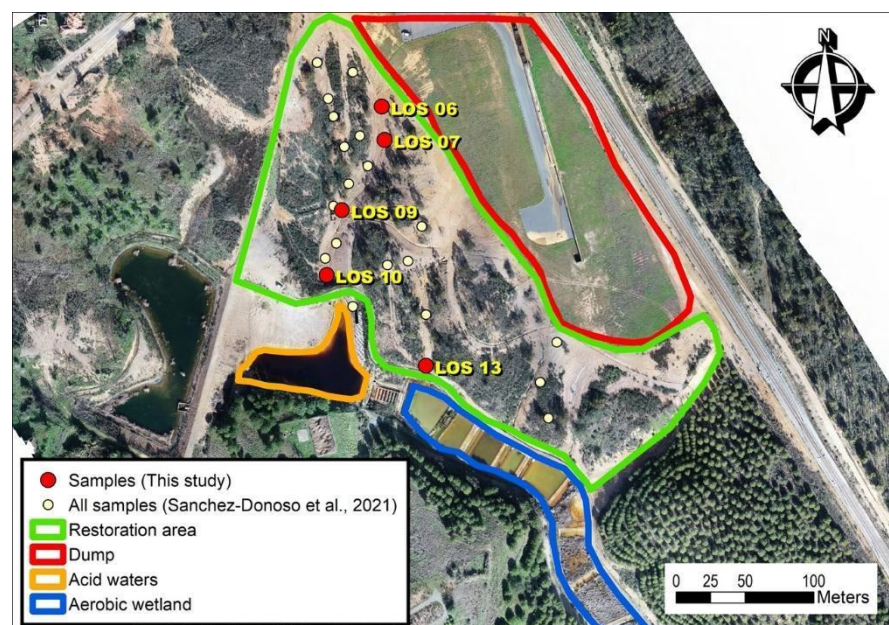 N
LOS 06
LOS 07
LOS 09
LOS 10
LOS 13
Samples (This study)
All samples (Sanchez-Donoso et al., 2021)
Restoration area
Dump
Acid waters
Aerobic wetland
0 25 50 100
Meters